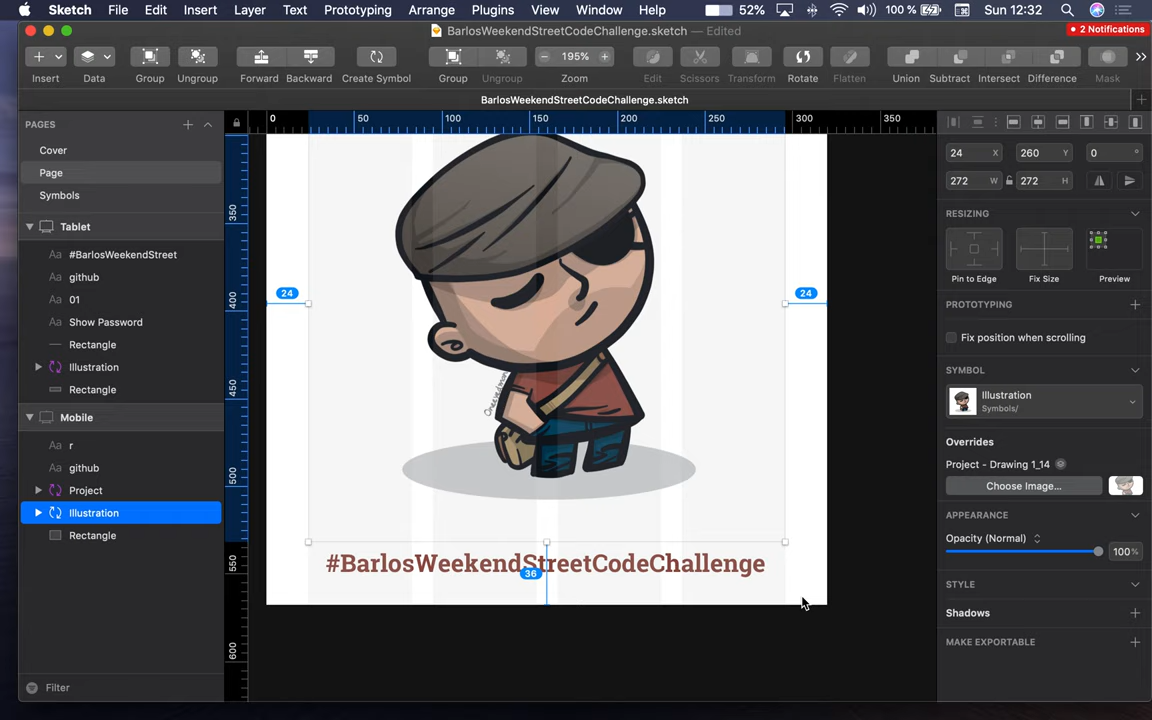 Sketch File Edit Insert Layer Text Prototyping Arrange Plugins View Window Help 52% 100 % Sun 12:32
BarlosWeekendStreetCodeChallenge.sketch — Edited
2 Notifications
195%
Insert Data Group Ungroup Forward Backward Create Symbol Group Ungroup Zoom Edit Scissors Transform Rotate Flatten Union Subtract Intersect Difference Mask
BarlosWeekendStreetCodeChallenge.sketch
PAGES
Cover
Page
Symbols
Tablet
#BarlosWeekendStreet
Aa github
Aa 01
Aa Show Password
Rectangle
Illustration
Rectangle
Mobile
Aa r
Aa github
Project
Illustration
Rectangle
Filter
0 50 100 150 200 250 300 350
350
400
450
500
550
600
24 24
#BarlosWeekendStreetCodeChallenge
36
24 X 260 Y 0 °
272 W 272 H
RESIZING
Pin to Edge Fix Size Preview
PROTOTYPING
Fix position when scrolling
SYMBOL
Illustration
Symbols/
Overrides
Project - Drawing 1_14
Choose Image...
APPEARANCE
Opacity (Normal)
100%
STYLE
Shadows
MAKE EXPORTABLE